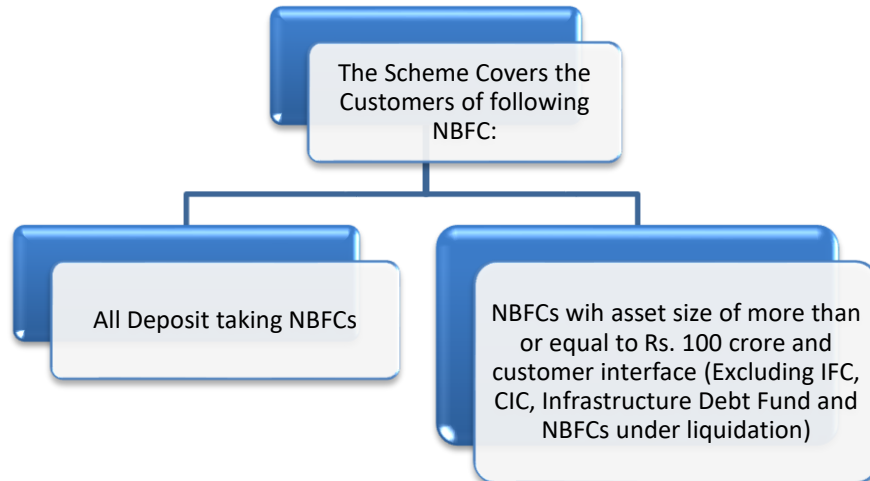 The Scheme Covers the
Customers of following
NBFC:
All Deposit taking NBFCs
NBFCs wih asset size of more than
or equal to Rs. 100 crore and
customer interface (Excluding IFC,
CIC, Infrastructure Debt Fund and
NBFCs under liquidation)